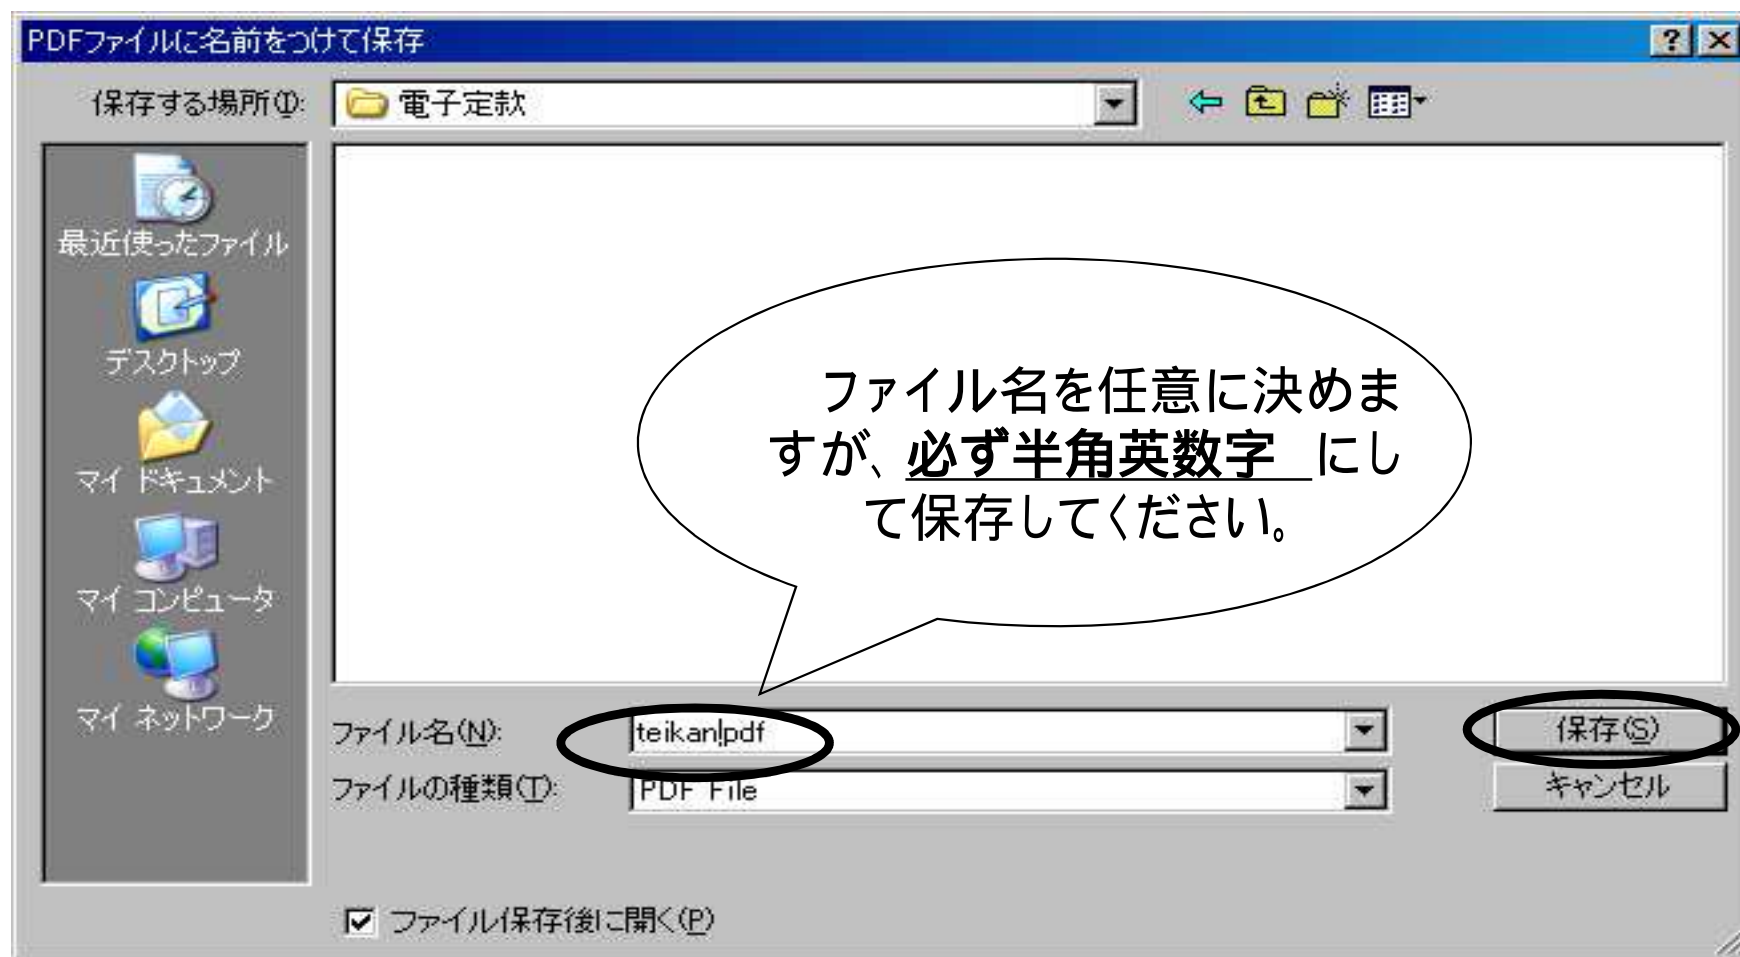 PDFファイルに名前をつけて保存
保存する場所(I):
電子定款
最近使ったファイル
デスクトップ
マイ ドキュメント
マイ コンピュータ
マイ ネットワーク
ファイル名を任意に決めま
すが、必ず半角英数字 にし
て保存してください。
ファイル名(N):
teikan.pdf
保存(S)
ファイルの種類(T):
PDF File
キャンセル
ファイル保存後に開く(P)